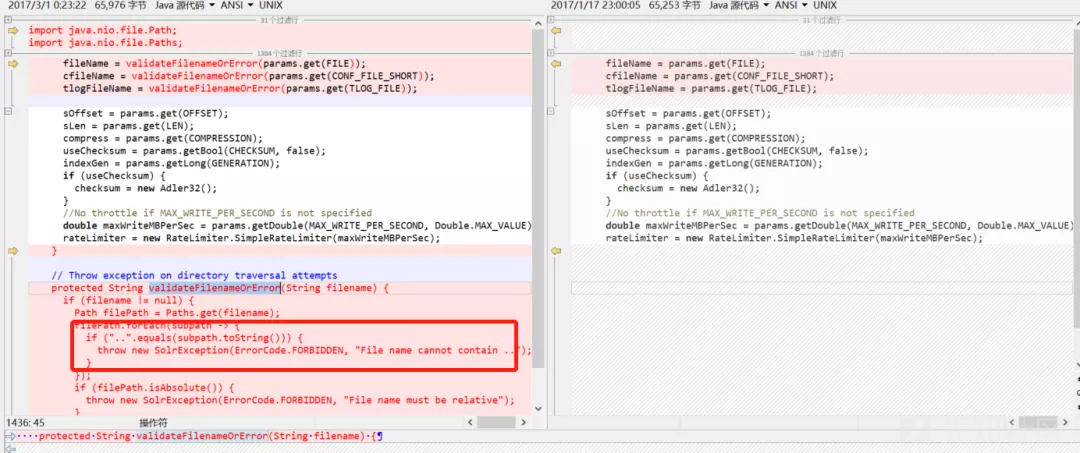 2017/3/1 0:23:22 65,976 字节 Java 源代码 ANSI UNIX
31 个过滤行
import java.nio.file.Path;
import java.nio.file.Paths;
1384 个过滤行
fileName = validateFilenameOrError(params.get(FILE));
cfileName = validateFilenameOrError(params.get(CONF_FILE_SHORT));
tlogFileName = validateFilenameOrError(params.get(TLOG_FILE));
sOffset = params.get(OFFSET);
sLen = params.get(LEN);
compress = params.get(COMPRESSION);
useChecksum = params.getBool(CHECKSUM, false);
indexGen = params.getLong(GENERATION);
if (useChecksum) {
checksum = new Adler32();
}
//No throttle if MAX_WRITE_PER_SECOND is not specified
double maxWriteMBPerSec = params.getDouble(MAX_WRITE_PER_SECOND, Double.MAX_VALUE)
rateLimiter = new RateLimiter.SimpleRateLimiter(maxWriteMBPerSec);
}
// Throw exception on directory traversal attempts
protected String validateFilenameOrError(String filename) {
if (filename != null) {
Path filePath = Paths.get(filename);
filePath.forEach(subpath -> {
if ("..".equals(subpath.toString())) {
throw new SolrException(ErrorCode.FORBIDDEN, "File name cannot contain ..");
}
});
if (filePath.isAbsolute()) {
throw new SolrException(ErrorCode.FORBIDDEN, "File name must be relative");
}
1436: 45 操作符
protected String validateFilenameOrError(String filename) {¶
2017/1/17 23:00:05 65,253 字节 Java 源代码 ANSI UNIX
31 个过滤行
1384 个过滤行
fileName = params.get(FILE);
cfileName = params.get(CONF_FILE_SHORT);
tlogFileName = params.get(TLOG_FILE);
sOffset = params.get(OFFSET);
sLen = params.get(LEN);
compress = params.get(COMPRESSION);
useChecksum = params.getBool(CHECKSUM, false);
indexGen = params.getLong(GENERATION);
if (useChecksum) {
checksum = new Adler32();
}
//No throttle if MAX_WRITE_PER_SECOND is not specified
double maxWriteMBPerSec = params.getDouble(MAX_WRITE_PER_SECOND, Double.MAX_VALUE)
rateLimiter = new RateLimiter.SimpleRateLimiter(maxWriteMBPerSec);